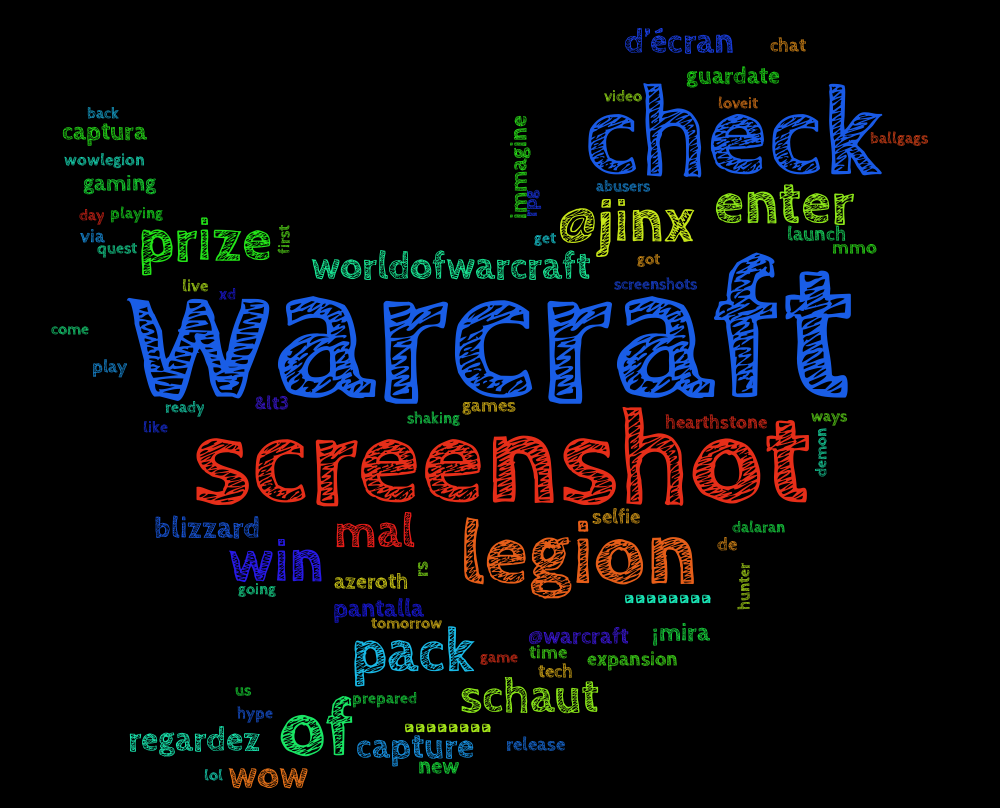 d'écran
chat
guardate
video
loveit
back
check
captura
immagine
ballgags
wowlegion
gaming
abusers
rpg
enter
@jinx
day
playing
prize
first
launch
via
quest
get
mmo
worldofwarcraft
got
live
xd
screenshots
warcraft
come
play
ready
&lt3
games
shaking
like
hearthstone
ways
screenshot
demon
blizzard
mal
selfie
legion
dalaran
de
win
rs
azeroth
going
hunter
pantalla
tomorrow
@warcraft
¡mira
pack
time
game
expansion
tech
us
prepared
schaut
hype
of
regardez
capture
release
new
lol
wow